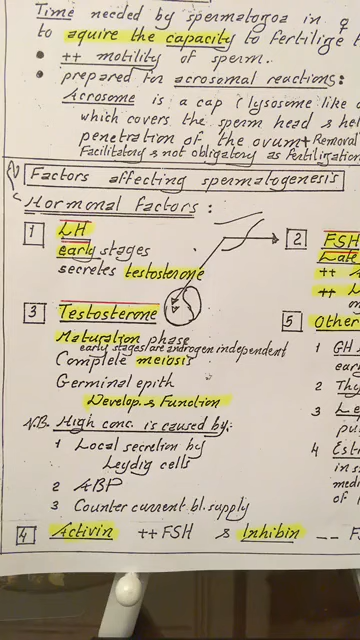 Time needed by spermatozoa in ♀
to aquire the capacity to fertilize
• ++ motility of sperm..
• prepared for acrosomal reactions:
Acrosome is a cap (lysosome like
which covers the sperm head &
penetration of the ovum + Removal
Facilitatory & not obligatory as fertilization
Factors affecting spermatogenesis
Hormonal factors:
1 LH
early stages
secretes testosterone
2 FSH
Late
++
++
3 Testosterone
Maturation phase
early stages are androgen independent
Complete meiosis
Germinal epith
Develop. & Function
N.B. High conc. is caused by:
1 Local secretion by
Leydig cells
2 ABP
3 Counter current bl. supply
5 Other
1 GH
2 Thy
3
4
of
4 Activin ++ FSH & Inhibin --